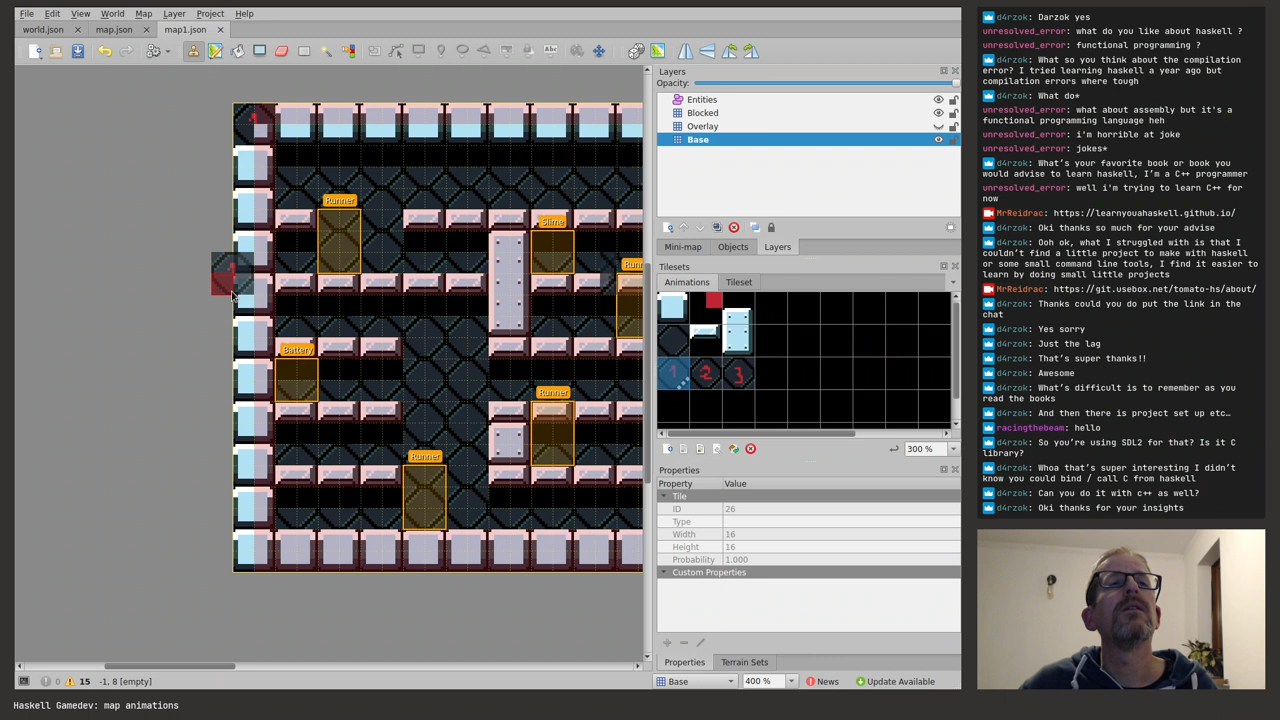 File Edit View World Map Layer Project Help
world.json map.json map1.json
Abc
Layers
Opacity:
Entities
Blocked
Overlay
Base
Mini-map Objects Layers
Tilesets
Animations Tileset
1 2 3
300 %
Properties
Property Value
Tile
ID 26
Type
Width 16
Height 16
Probability 1.000
Custom Properties
Properties Terrain Sets
Runner
Slime
Battery
Runner
Runner
0 15 -1, 8 [empty]
Base 400 % News Update Available
Haskell Gamedev: map animations
d4rzok: Darzok yes
unresolved_error: what do you like about haskell ?
unresolved_error: functional programming ?
d4rzok: What so you think about the compilation
error? I tried learning haskell a year ago but
compilation errors where tough
d4rzok: What do*
unresolved_error: what about assembly but it's a
functional programming language heh
unresolved_error: i'm horrible at joke
unresolved_error: jokes*
d4rzok: What's your favorite book or book you
would advise to learn haskell, I'm a C++ programmer
unresolved_error: well i'm trying to learn C++ for
now
MrReidrac: https://learnyouahaskell.github.io/
d4rzok: Oki thanks so much for your advise
d4rzok: Ooh ok, what I struggled with is that I
couldn't find a little project to make with haskell
or some small command line tools, I find it easier to
learn by doing small little projects
MrReidrac: https://git.usebox.net/tomato-hs/about/
d4rzok: Thanks could you do put the link in the
chat
d4rzok: Yes sorry
d4rzok: Just the lag
d4rzok: That's super thanks!!
d4rzok: Awesome
d4rzok: What's difficult is to remember as you
read the books
d4rzok: And then there is project set up etc…
racingthebeam: hello
d4rzok: So you're using SDL2 for that? Is it C
library?
d4rzok: Whoa that's super interesting I didn't
know you could bind / call C from haskell
d4rzok: Can you do it with c++ as well?
d4rzok: Oki thanks for your insights